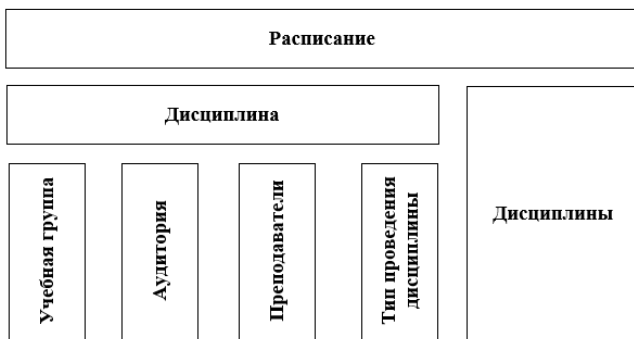 Расписание
Дисциплина
Учебная группа
Аудитория
Преподаватели
Тип проведения
дисциплины
Дисциплины